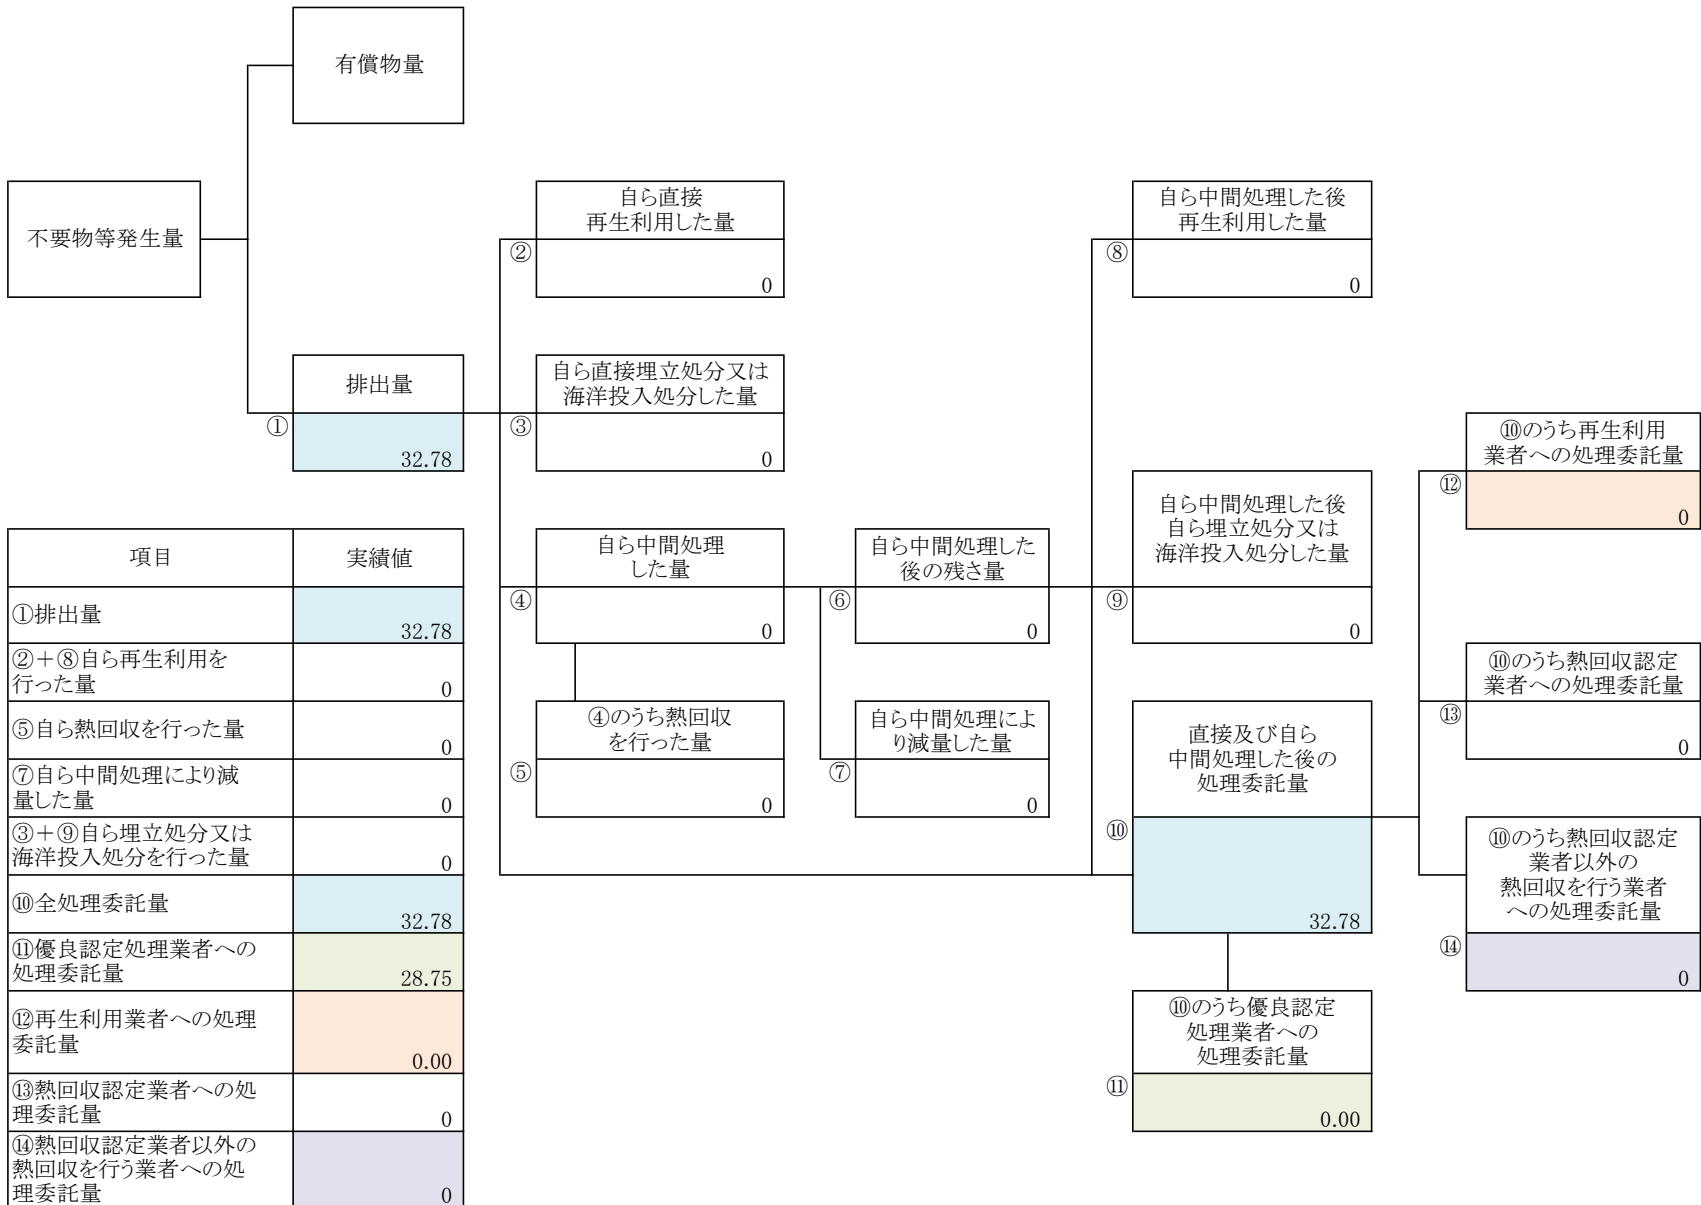 有償物量
不要物等発生量
自ら直接
再生利用した量
②
0
自ら中間処理した後
再生利用した量
⑧
0
排出量
①
32.78
自ら直接埋立処分又は
海洋投入処分した量
③
0
⑩のうち再生利用
業者への処理委託量
⑫
0
自ら中間処理
した量
④
0
自ら中間処理した
後の残さ量
⑥
0
自ら中間処理した後
自ら埋立処分又は
海洋投入処分した量
⑨
0
⑩のうち熱回収認定
業者への処理委託量
⑬
0
④のうち熱回収
を行った量
⑤
0
自ら中間処理によ
り減量した量
⑦
0
直接及び自ら
中間処理した後の
処理委託量
⑩
32.78
⑩のうち熱回収認定
業者以外の
熱回収を行う業者
への処理委託量
⑭
0
⑩のうち優良認定
処理業者への
処理委託量
⑪
0.00
項目 実績値
①排出量
32.78
②＋⑧自ら再生利用を
行った量
0
⑤自ら熱回収を行った量
0
⑦自ら中間処理により減
量した量
0
③＋⑨自ら埋立処分又は
海洋投入処分を行った量
0
⑩全処理委託量
32.78
⑪優良認定処理業者への
処理委託量
28.75
⑫再生利用業者への処理
委託量
0.00
⑬熱回収認定業者への処
理委託量
0
⑭熱回収認定業者以外の
熱回収を行う業者への処
理委託量
0